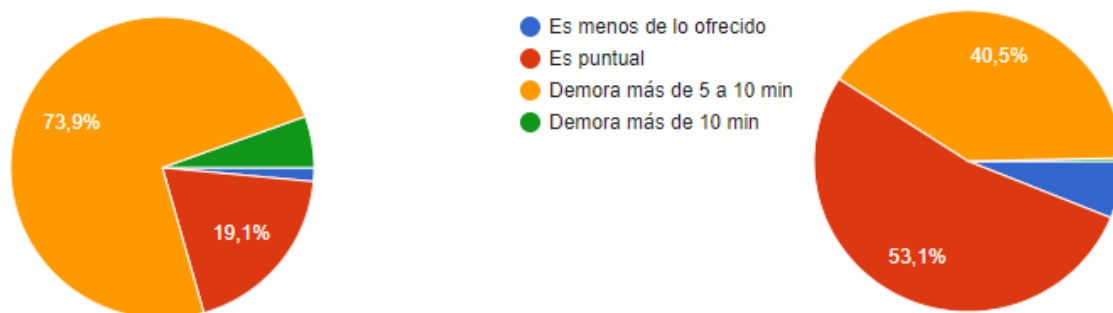 73,9%
19,1%
Es menos de lo ofrecido
Es puntual
Demora más de 5 a 10 min
Demora más de 10 min
40,5%
53,1%